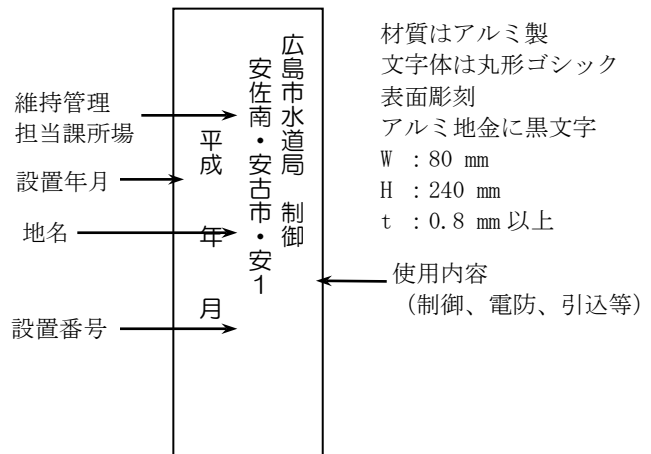 広島市水道局　制御
安佐南・安古市・安1
平成　年　月
維持管理
担当課所場
設置年月
地名
設置番号
材質はアルミ製
文字体は丸形ゴシック
表面彫刻
アルミ地金に黒文字
W ：80 mm
H ：240 mm
t ：0.8 mm 以上
使用内容
（制御、電防、引込等）